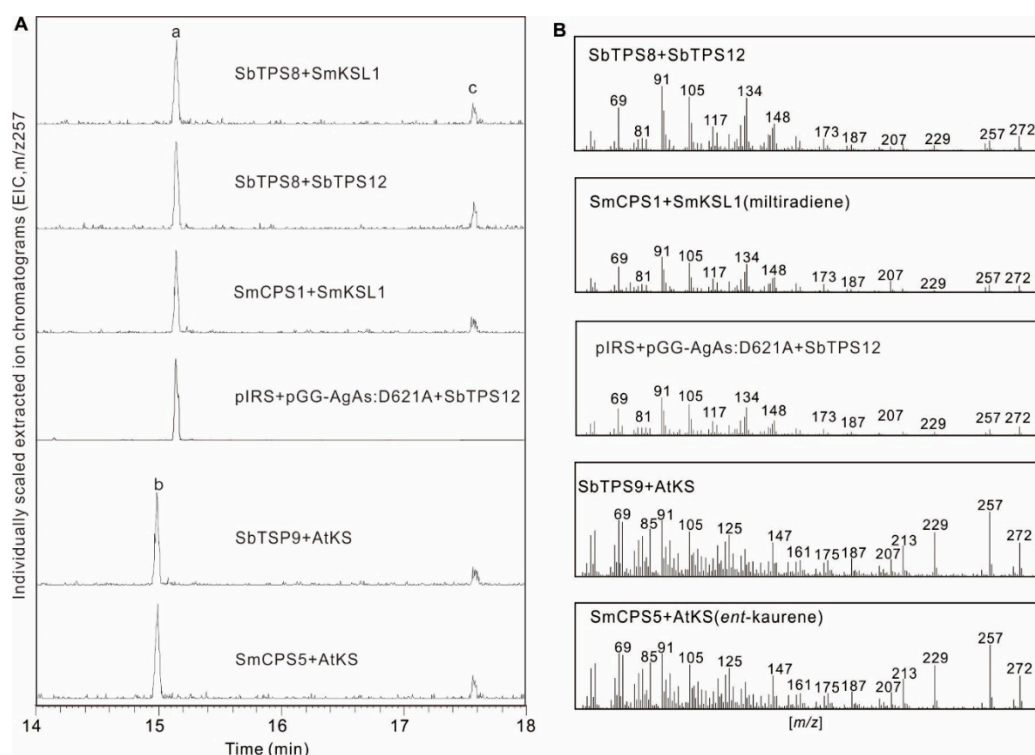 A
Individually scaled extracted ion chromatograms (EIC,m/z257
a
c
SbTPS8+SmKSL1
SbTPS8+SbTPS12
SmCPS1+SmKSL1
pIRS+pGG-AgAs:D621A+SbTPS12
b
SbTSP9+AtKS
SmCPS5+AtKS
14 15 16 17 18
Time (min)
B
SbTPS8+SbTPS12
69 81 91 105 117 134 148 173 187 207 229 257 272
SmCPS1+SmKSL1(miltiradiene)
69 81 91 105 117 134 148 173 187 207 229 257 272
pIRS+pGG-AgAs:D621A+SbTPS12
69 81 91 105 117 134 148 173 187 207 229 257 272
SbTPS9+AtKS
69 85 91 105 125 147 161 175 187 207 213 229 257 272
SmCPS5+AtKS(ent-kaurene)
69 85 91 105 125 147 161 175 187 207 213 229 257 272
[m/z]